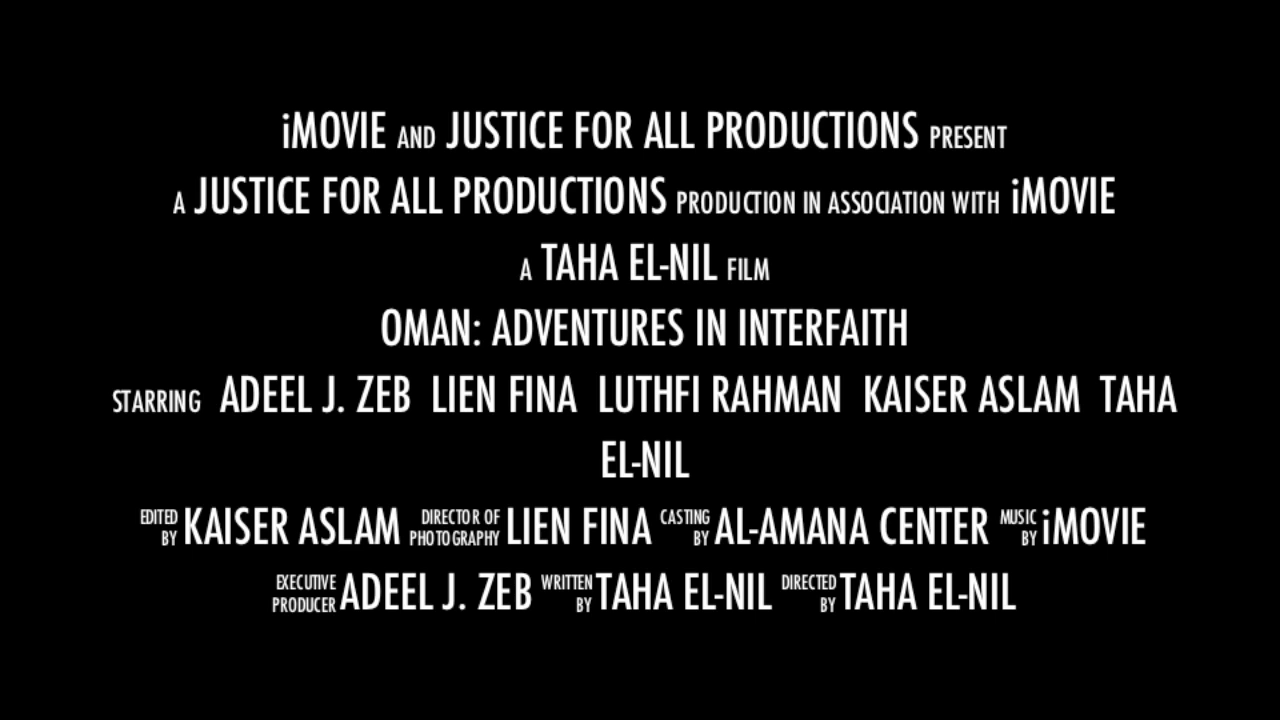 iMOVIE AND JUSTICE FOR ALL PRODUCTIONS PRESENT
A JUSTICE FOR ALL PRODUCTIONS PRODUCTION IN ASSOCIATION WITH iMOVIE
A TAHA EL-NIL FILM
OMAN: ADVENTURES IN INTERFAITH
STARRING ADEEL J. ZEB LIEN FINA LUTHFI RAHMAN KAISER ASLAM TAHA
EL-NIL
EDITED BY KAISER ASLAM DIRECTOR OF PHOTOGRAPHY LIEN FINA CASTING BY AL-AMANA CENTER MUSIC BY iMOVIE
EXECUTIVE PRODUCER ADEEL J. ZEB WRITTEN BY TAHA EL-NIL DIRECTED BY TAHA EL-NIL